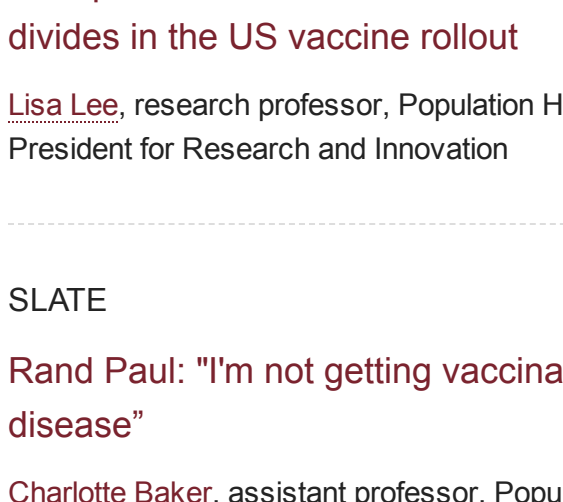 divides in the US vaccine rollout
Lisa Lee, research professor, Population H
President for Research and Innovation
SLATE
Rand Paul: "I'm not getting vaccina
disease”
Charlotte Baker, assistant professor, Popu